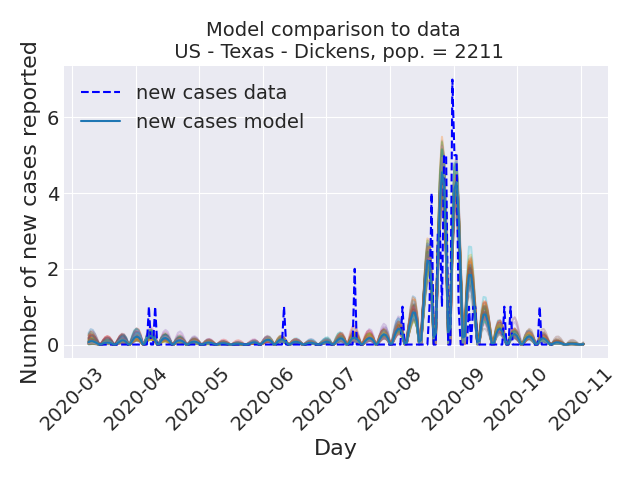 Model comparison to data
US - Texas - Dickens, pop. = 2211
Number of new cases reported
new cases data
new cases model
6
4
2
0
2020-03
2020-04
2020-05
2020-06
2020-07
2020-08
2020-09
2020-10
2020-11
Day